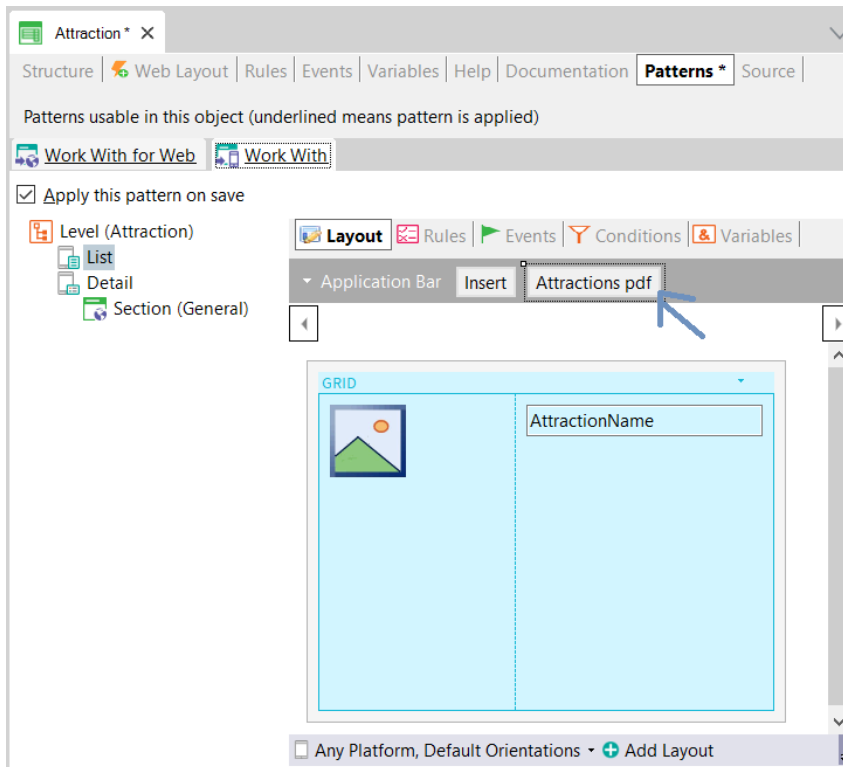 Attraction *
Structure Web Layout Rules Events Variables Help Documentation Patterns * Source
Patterns usable in this object (underlined means pattern is applied)
Work With for Web Work With
Apply this pattern on save
Level (Attraction)
List
Detail
Section (General)
Layout Rules Events Conditions & Variables
Application Bar Insert Attractions pdf
GRID
AttractionName
Any Platform, Default Orientations Add Layout